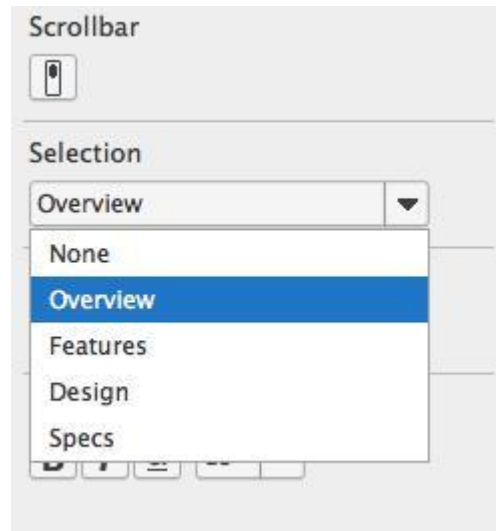 Scrollbar
Selection
Overview
None
Overview
Features
Design
Specs